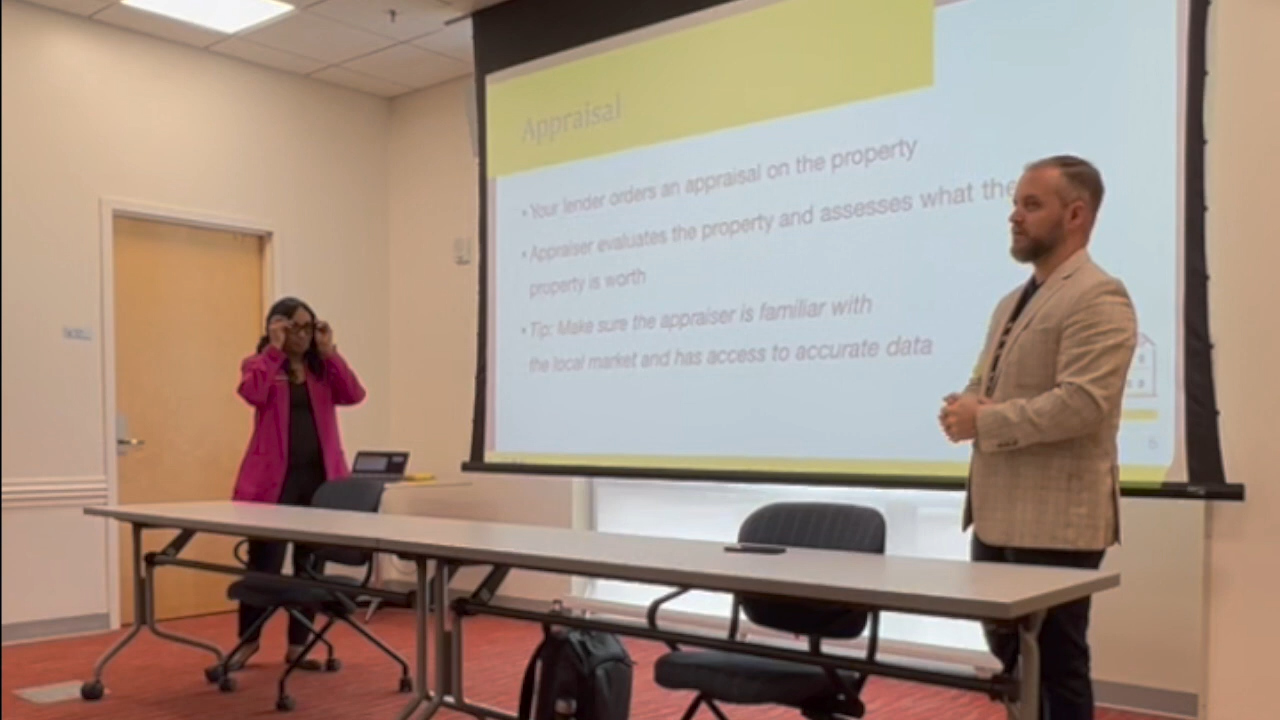 Appraisal
• Your lender orders an appraisal on the property
• Appraiser evaluates the property and assesses what the
property is worth
• Tip: Make sure the appraiser is familiar with
the local market and has access to accurate data
6